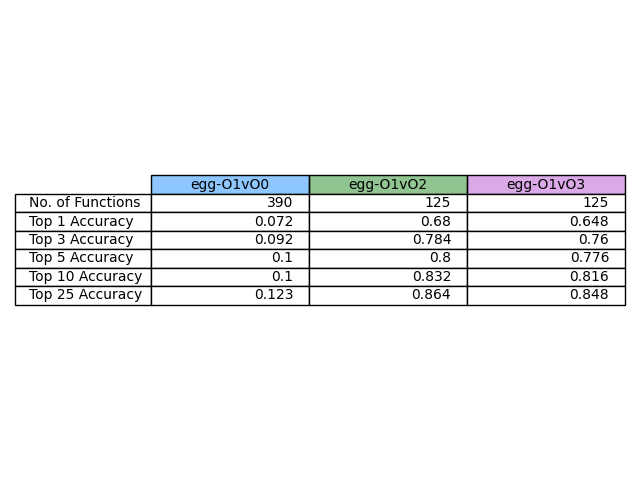 egg-O1vO0 egg-O1vO2 egg-O1vO3
No. of Functions 390 125 125
Top 1 Accuracy 0.072 0.68 0.648
Top 3 Accuracy 0.092 0.784 0.76
Top 5 Accuracy 0.1 0.8 0.776
Top 10 Accuracy 0.1 0.832 0.816
Top 25 Accuracy 0.123 0.864 0.848